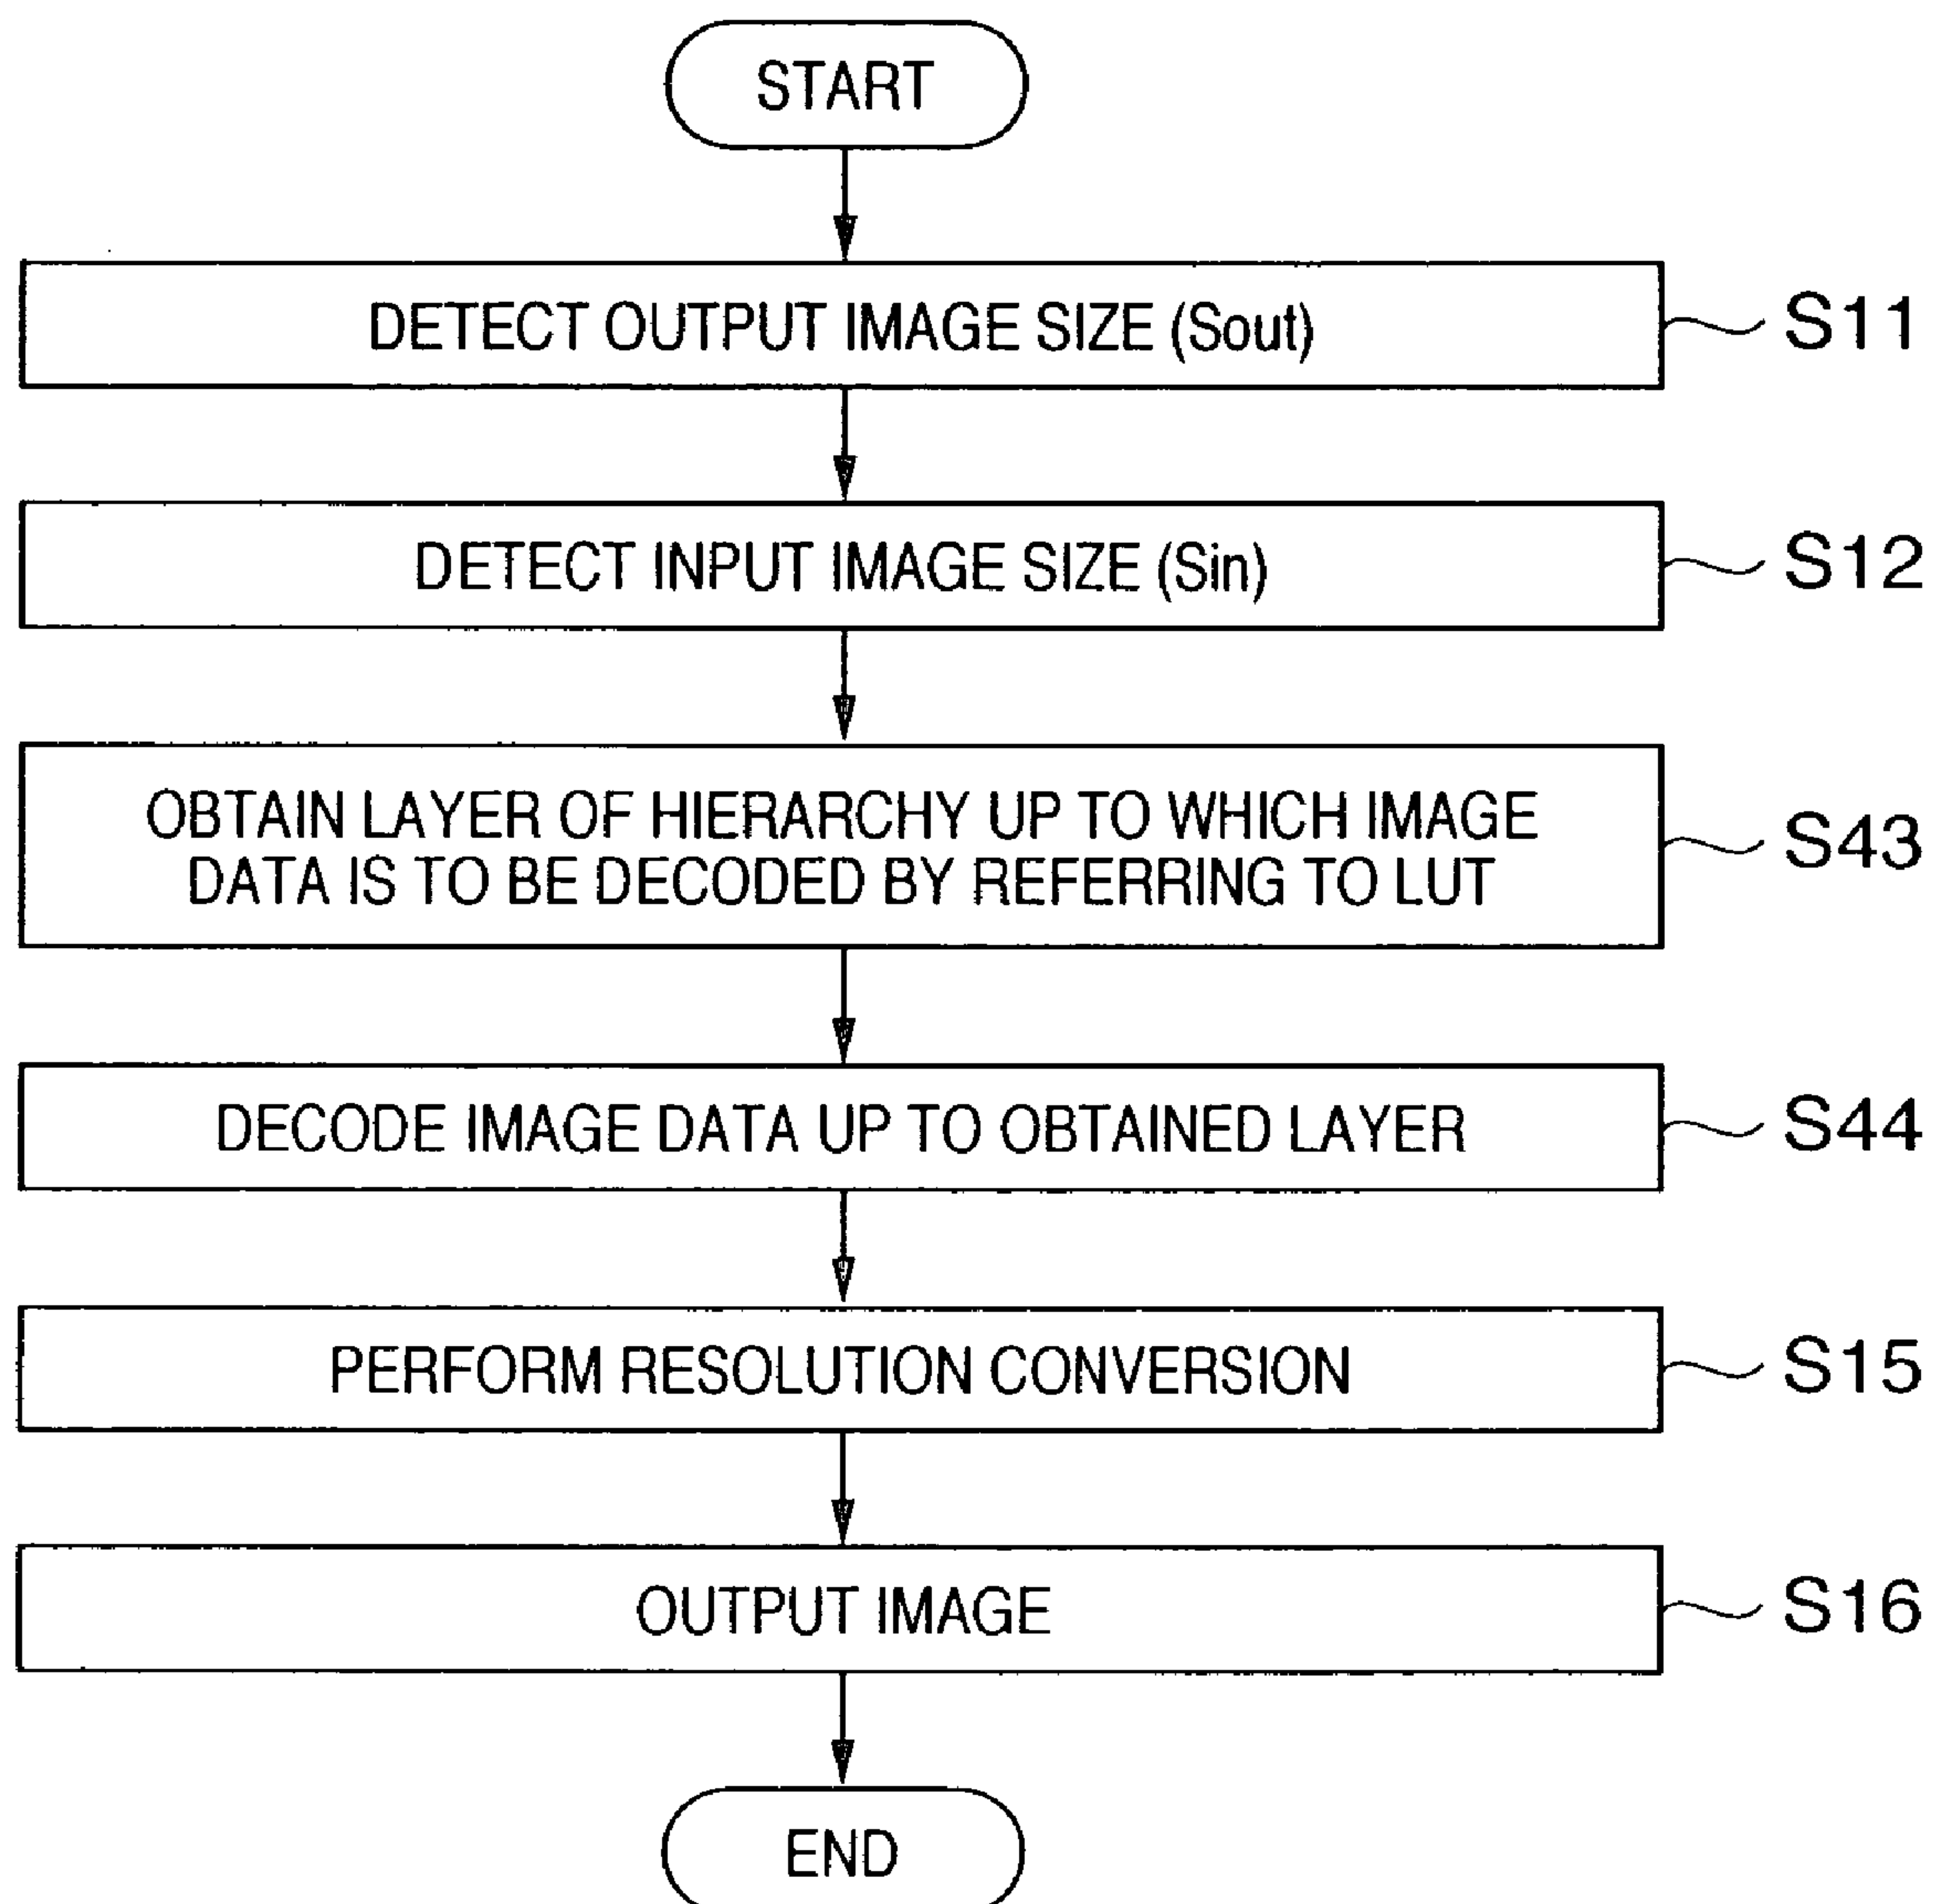 START
DETECT OUTPUT IMAGE SIZE (Sout)
S11
DETECT INPUT IMAGE SIZE (Sin)
S12
OBTAIN LAYER OF HIERARCHY UP TO WHICH IMAGE
DATA IS TO BE DECODED BY REFERRING TO LUT
S43
DECODE IMAGE DATA UP TO OBTAINED LAYER
S44
PERFORM RESOLUTION CONVERSION
S15
OUTPUT IMAGE
S16
END